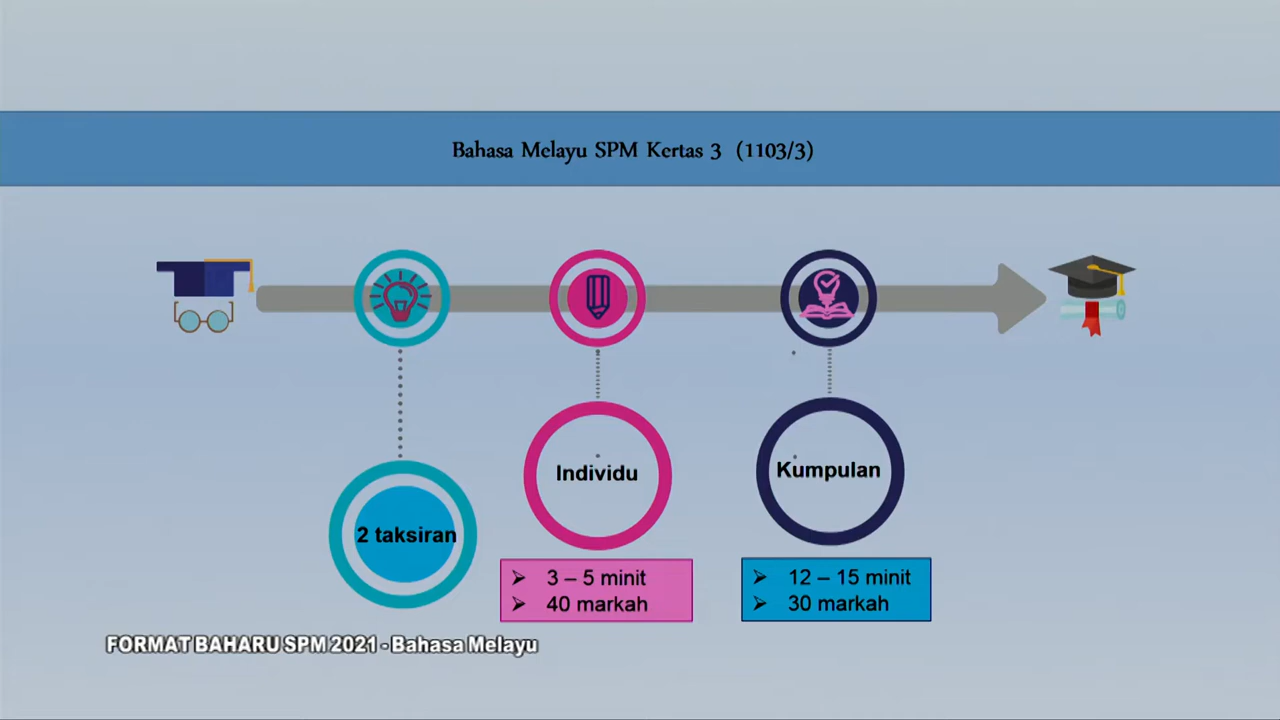 Bahasa Melayu SPM Kertas 3 (1103/3)
2 taksiran
Individu
3 – 5 minit
40 markah
Kumpulan
12 – 15 minit
30 markah
FORMAT BAHARU SPM 2021 - Bahasa Melayu